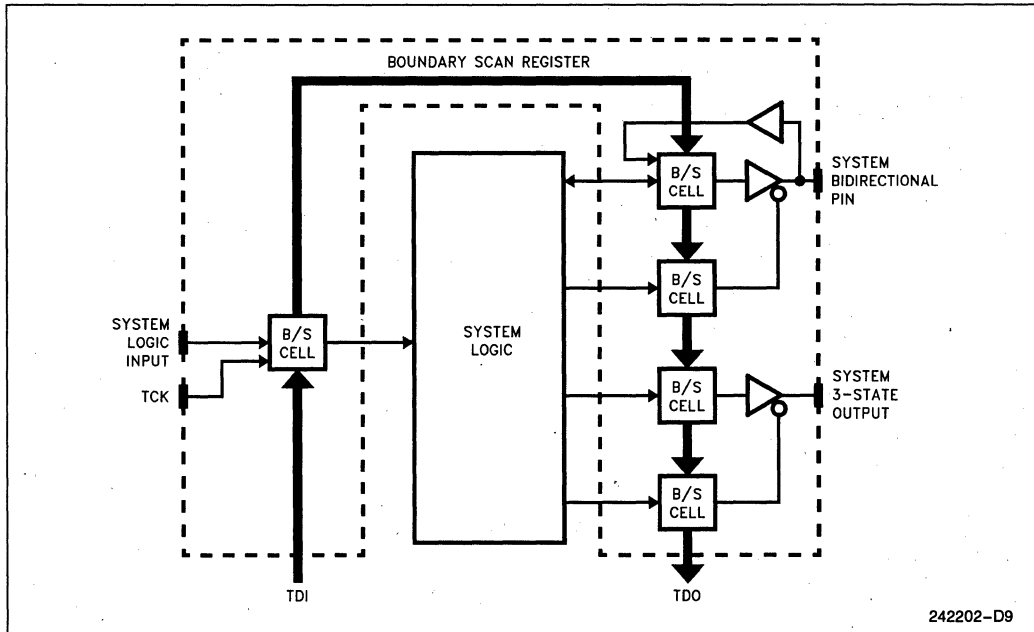 BOUNDARY SCAN REGISTER
B/S
CELL
SYSTEM
BIDIRECTIONAL
PIN
B/S
CELL
SYSTEM
LOGIC
INPUT
B/S
CELL
SYSTEM
LOGIC
TCK
B/S
CELL
SYSTEM
3-STATE
OUTPUT
B/S
CELL
TDI
TDO
242202-D9